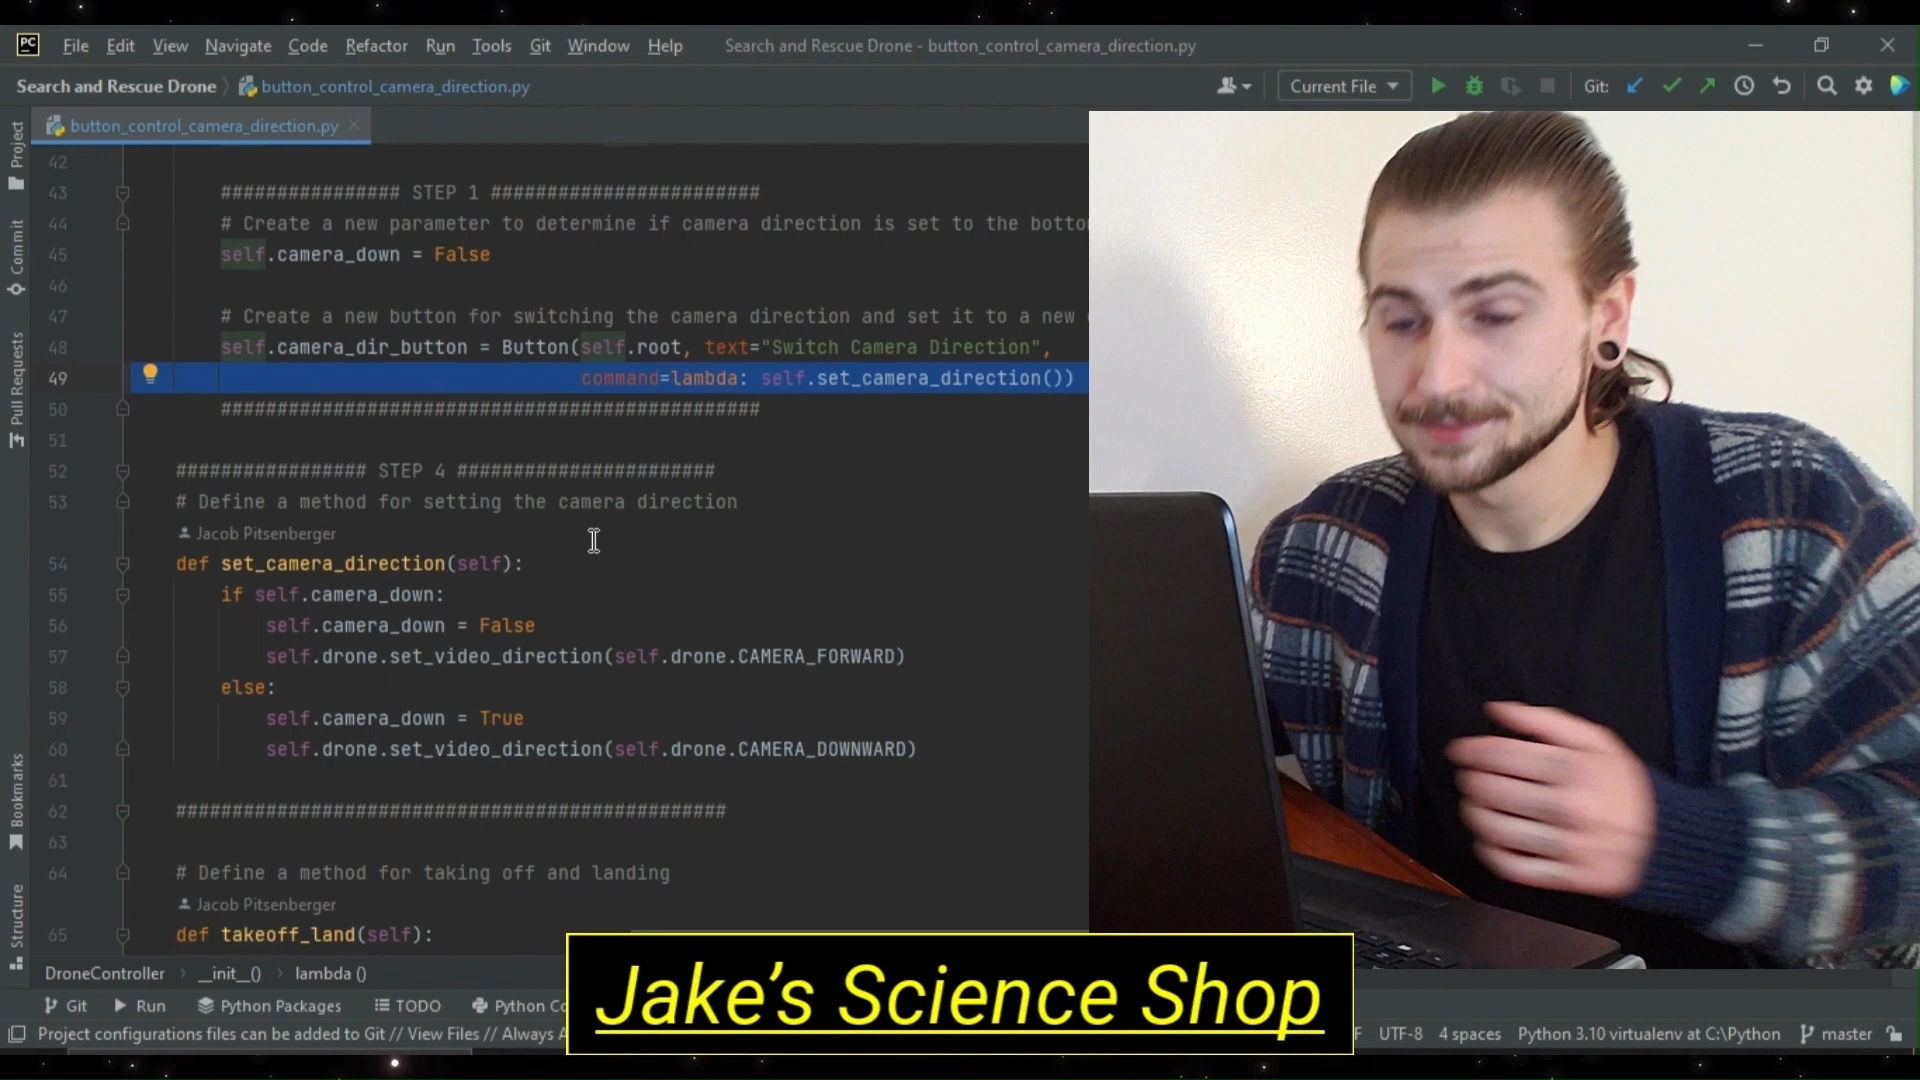 PC File Edit View Navigate Code Refactor Run Tools Git Window Help Search and Rescue Drone - button_control_camera_direction.py
Search and Rescue Drone button_control_camera_direction.py Current File Git:
button_control_camera_direction.py
Project
Commit
Pull Requests
Bookmarks
Structure
42
43 ################ STEP 1 ########################
44 # Create a new parameter to determine if camera direction is set to the botto
45 self.camera_down = False
46
47 # Create a new button for switching the camera direction and set it to a new
48 self.camera_dir_button = Button(self.root, text="Switch Camera Direction",
49 command=lambda: self.set_camera_direction())
50 ################################################
51
52 ################# STEP 4 #######################
53 # Define a method for setting the camera direction
Jacob Pitsenberger
54 def set_camera_direction(self):
55 if self.camera_down:
56 self.camera_down = False
57 self.drone.set_video_direction(self.drone.CAMERA_FORWARD)
58 else:
59 self.camera_down = True
60 self.drone.set_video_direction(self.drone.CAMERA_DOWNWARD)
61
62 #################################################
63
64 # Define a method for taking off and landing
Jacob Pitsenberger
65 def takeoff_land(self):
DroneController __init__() lambda ()
Git Run Python Packages TODO Python Co
Jake's Science Shop
Project configurations files can be added to Git // View Files // Always A F UTF-8 4 spaces Python 3.10 virtualenv at C:\Python master